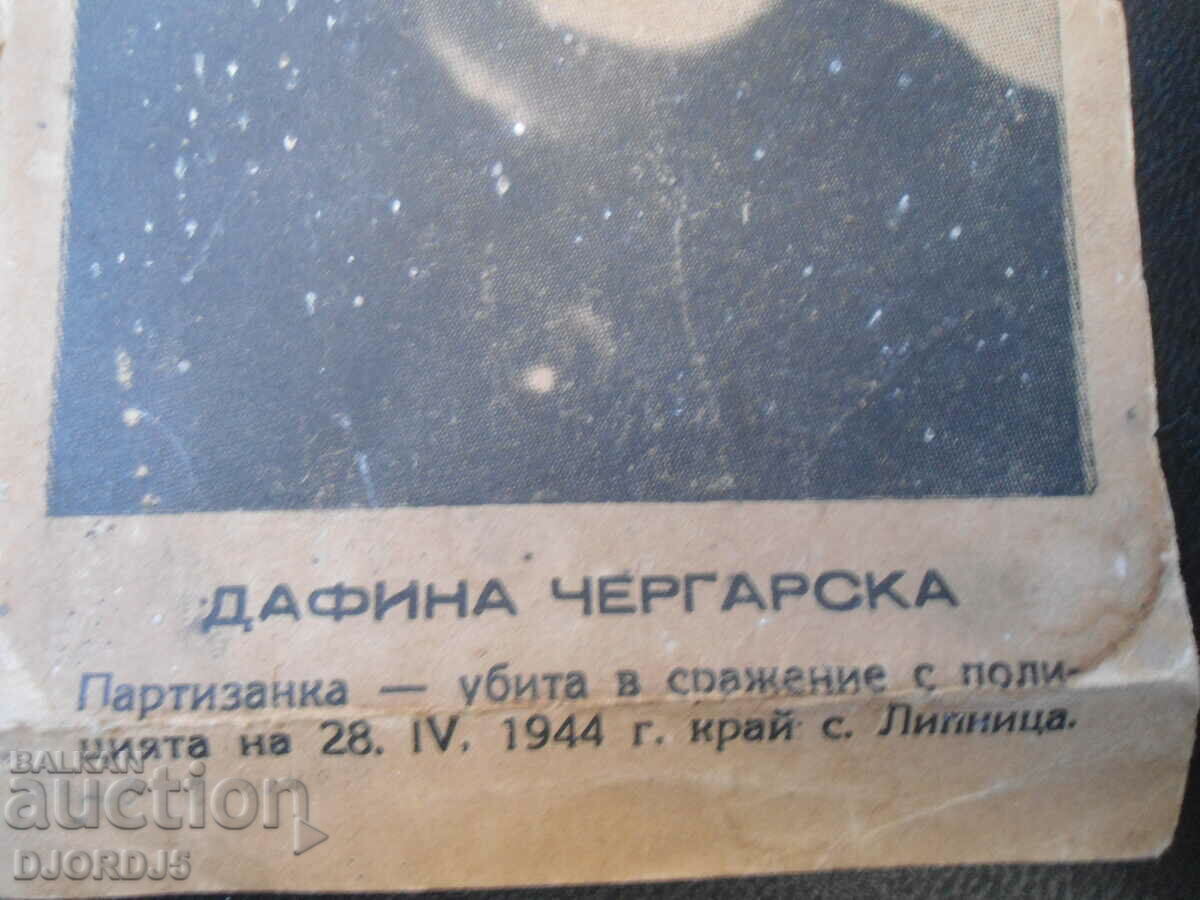 ДАФИНА ЧЕРГАРСКА
Партизанка — убита в сражение с поли-
цията на 28. IV. 1944 г. край с. Липница.
BALKAN
auction
DJORDJ5